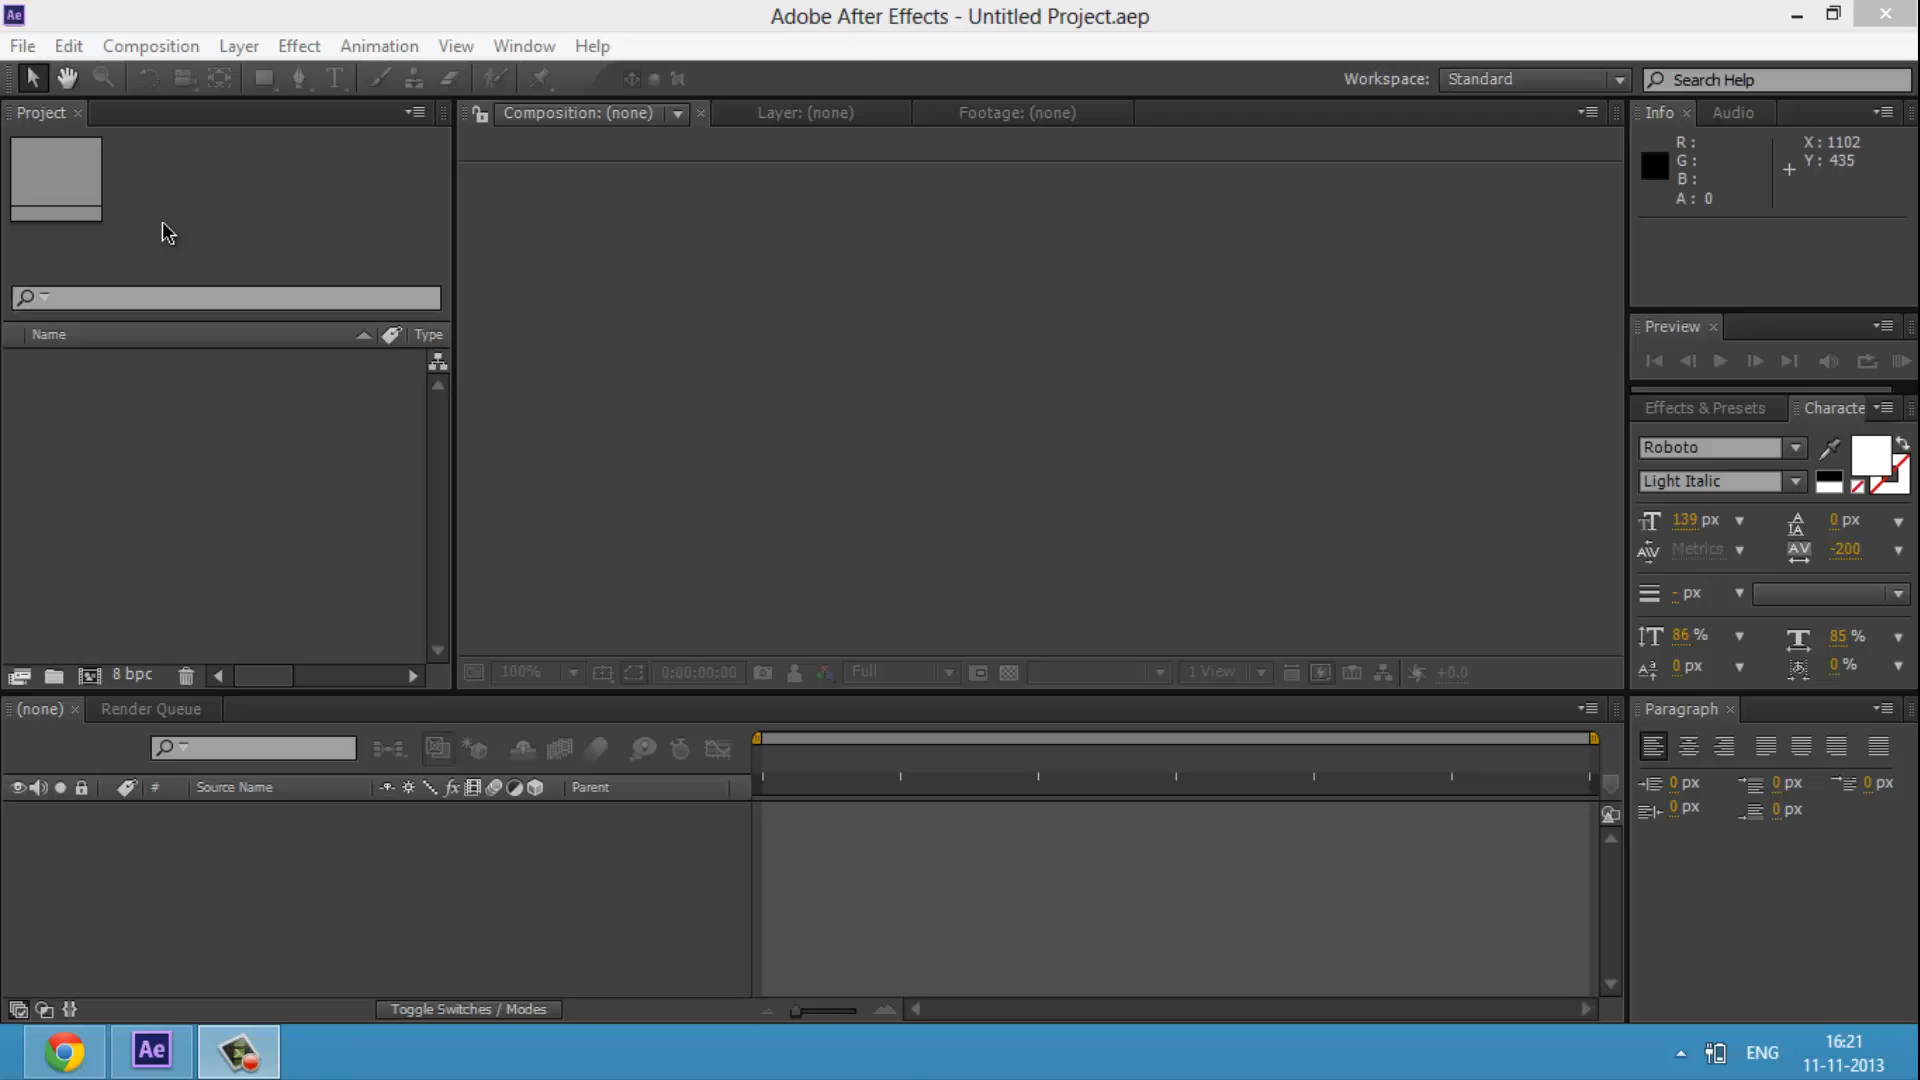 Ae
Adobe After Effects - Untitled Project.aep
File Edit Composition Layer Effect Animation View Window Help
T
Workspace: Standard
Search Help
Project
Composition: (none)
Layer: (none)
Footage: (none)
Info
Audio
R :
G :
B :
A : 0
X : 1102
Y : 435
Name
Type
Preview
Effects & Presets
Characte
Roboto
Light Italic
139 px
0 px
Metrics
-200
- px
86 %
85 %
0 px
0 %
8 bpc
100%
0:00:00:00
Full
1 View
+0.0
(none)
Render Queue
#
Source Name
fx
Parent
Paragraph
0 px
0 px
0 px
0 px
0 px
Toggle Switches / Modes
Ae
ENG
16:21
11-11-2013